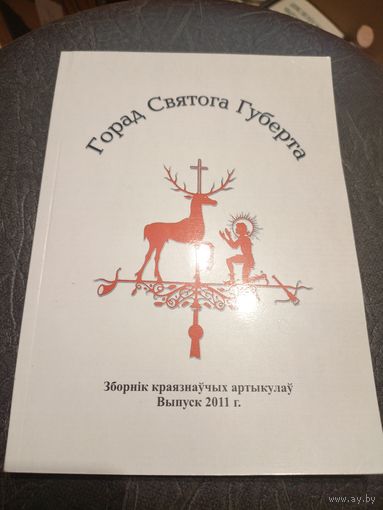 Горад Святога Губерта
Зборнік краязнаўчых артыкулаў
Выпуск 2011 г.
www.ay.by